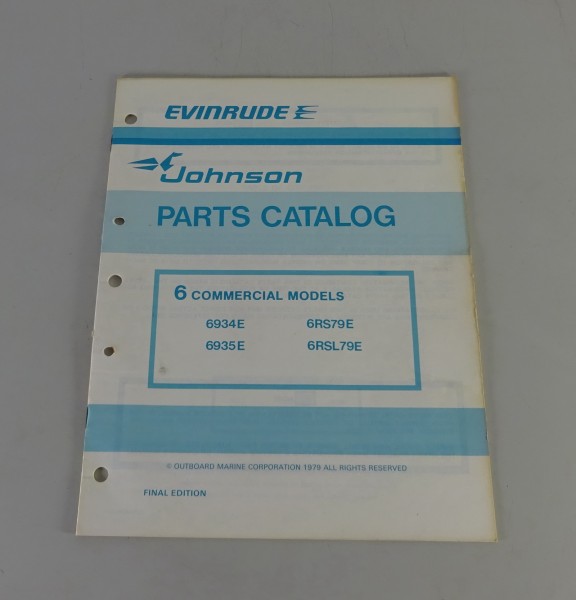 EVINRUDE
Johnson
PARTS CATALOG
6 COMMERCIAL MODELS
6934E 6RS79E
6935E 6RSL79E
© OUTBOARD MARINE CORPORATION 1979 ALL RIGHTS RESERVED
FINAL EDITION